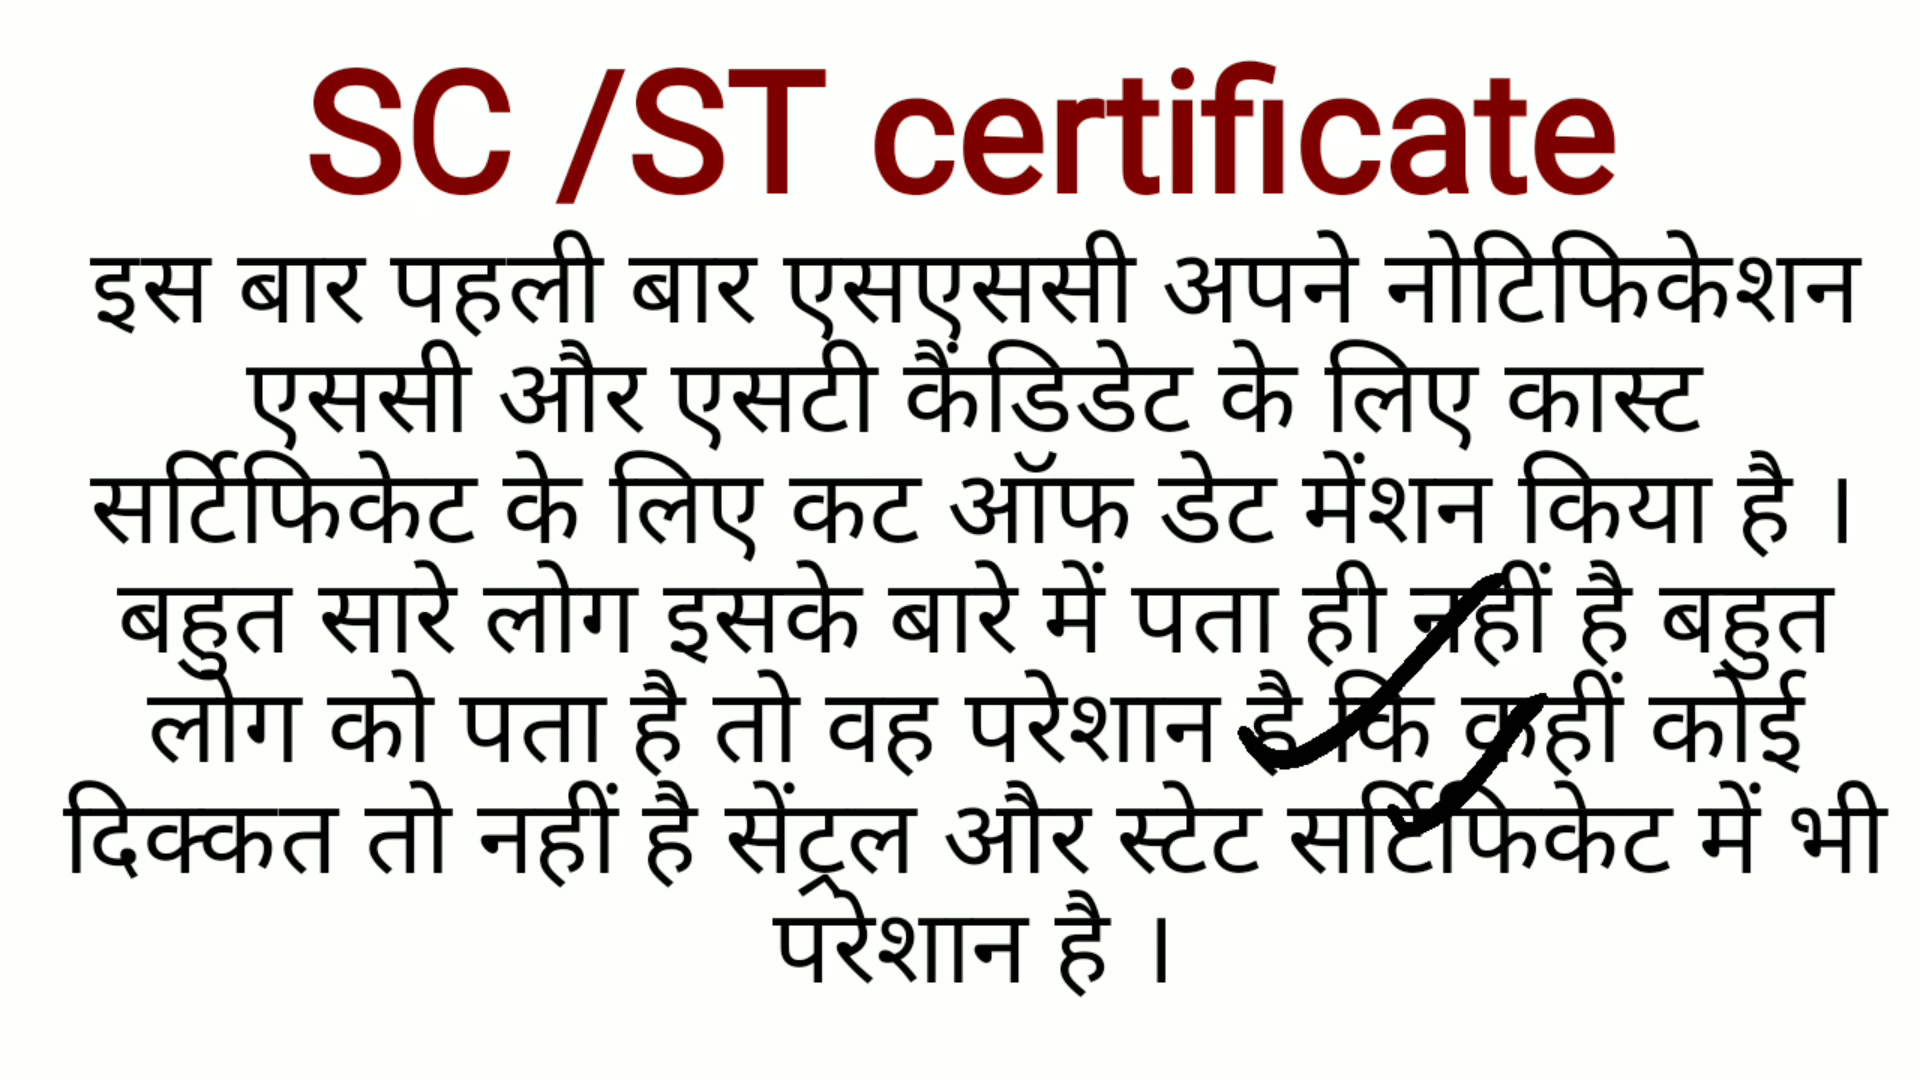 SC /ST certificate
इस बार पहली बार एसएससी अपने नोटिफिकेशन
एससी और एसटी कैंडिडेट के लिए कास्ट
सर्टिफिकेट के लिए कट ऑफ डेट मेंशन किया है ।
बहुत सारे लोग इसके बारे में पता ही नहीं है बहुत
लोग को पता है तो वह परेशान है कि कहीं कोई
दिक्कत तो नहीं है सेंट्रल और स्टेट सर्टिफिकेट में भी
परेशान है ।